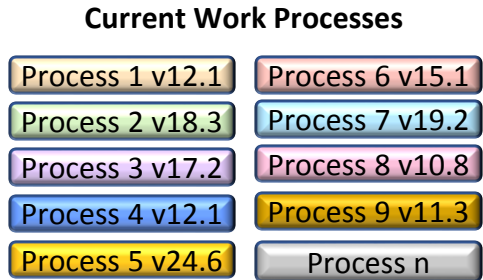 Current Work Processes
Process 1 v12.1
Process 2 v18.3
Process 3 v17.2
Process 4 v12.1
Process 5 v24.6
Process 6 v15.1
Process 7 v19.2
Process 8 v10.8
Process 9 v11.3
Process n